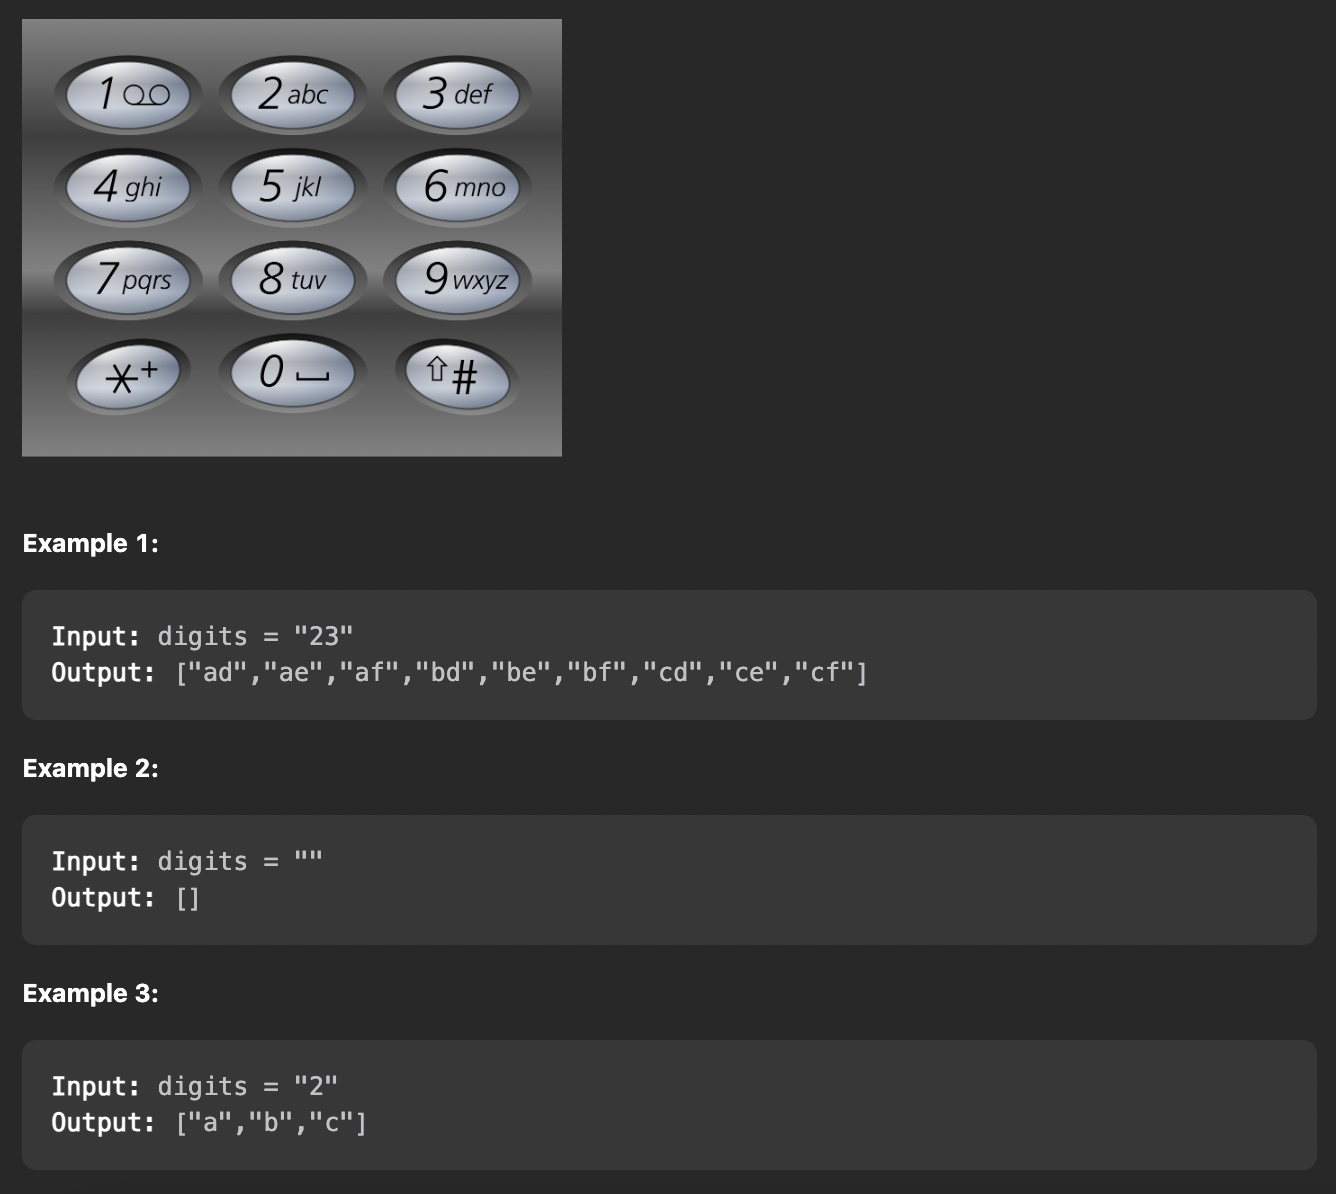 1 2 abc 3 def
4 ghi 5 jkl 6 mno
7 pqrs 8 tuv 9 wxyz
*+ 0 ⇧#
Example 1:
Input: digits = "23"
Output: ["ad","ae","af","bd","be","bf","cd","ce","cf"]
Example 2:
Input: digits = ""
Output: []
Example 3:
Input: digits = "2"
Output: ["a","b","c"]